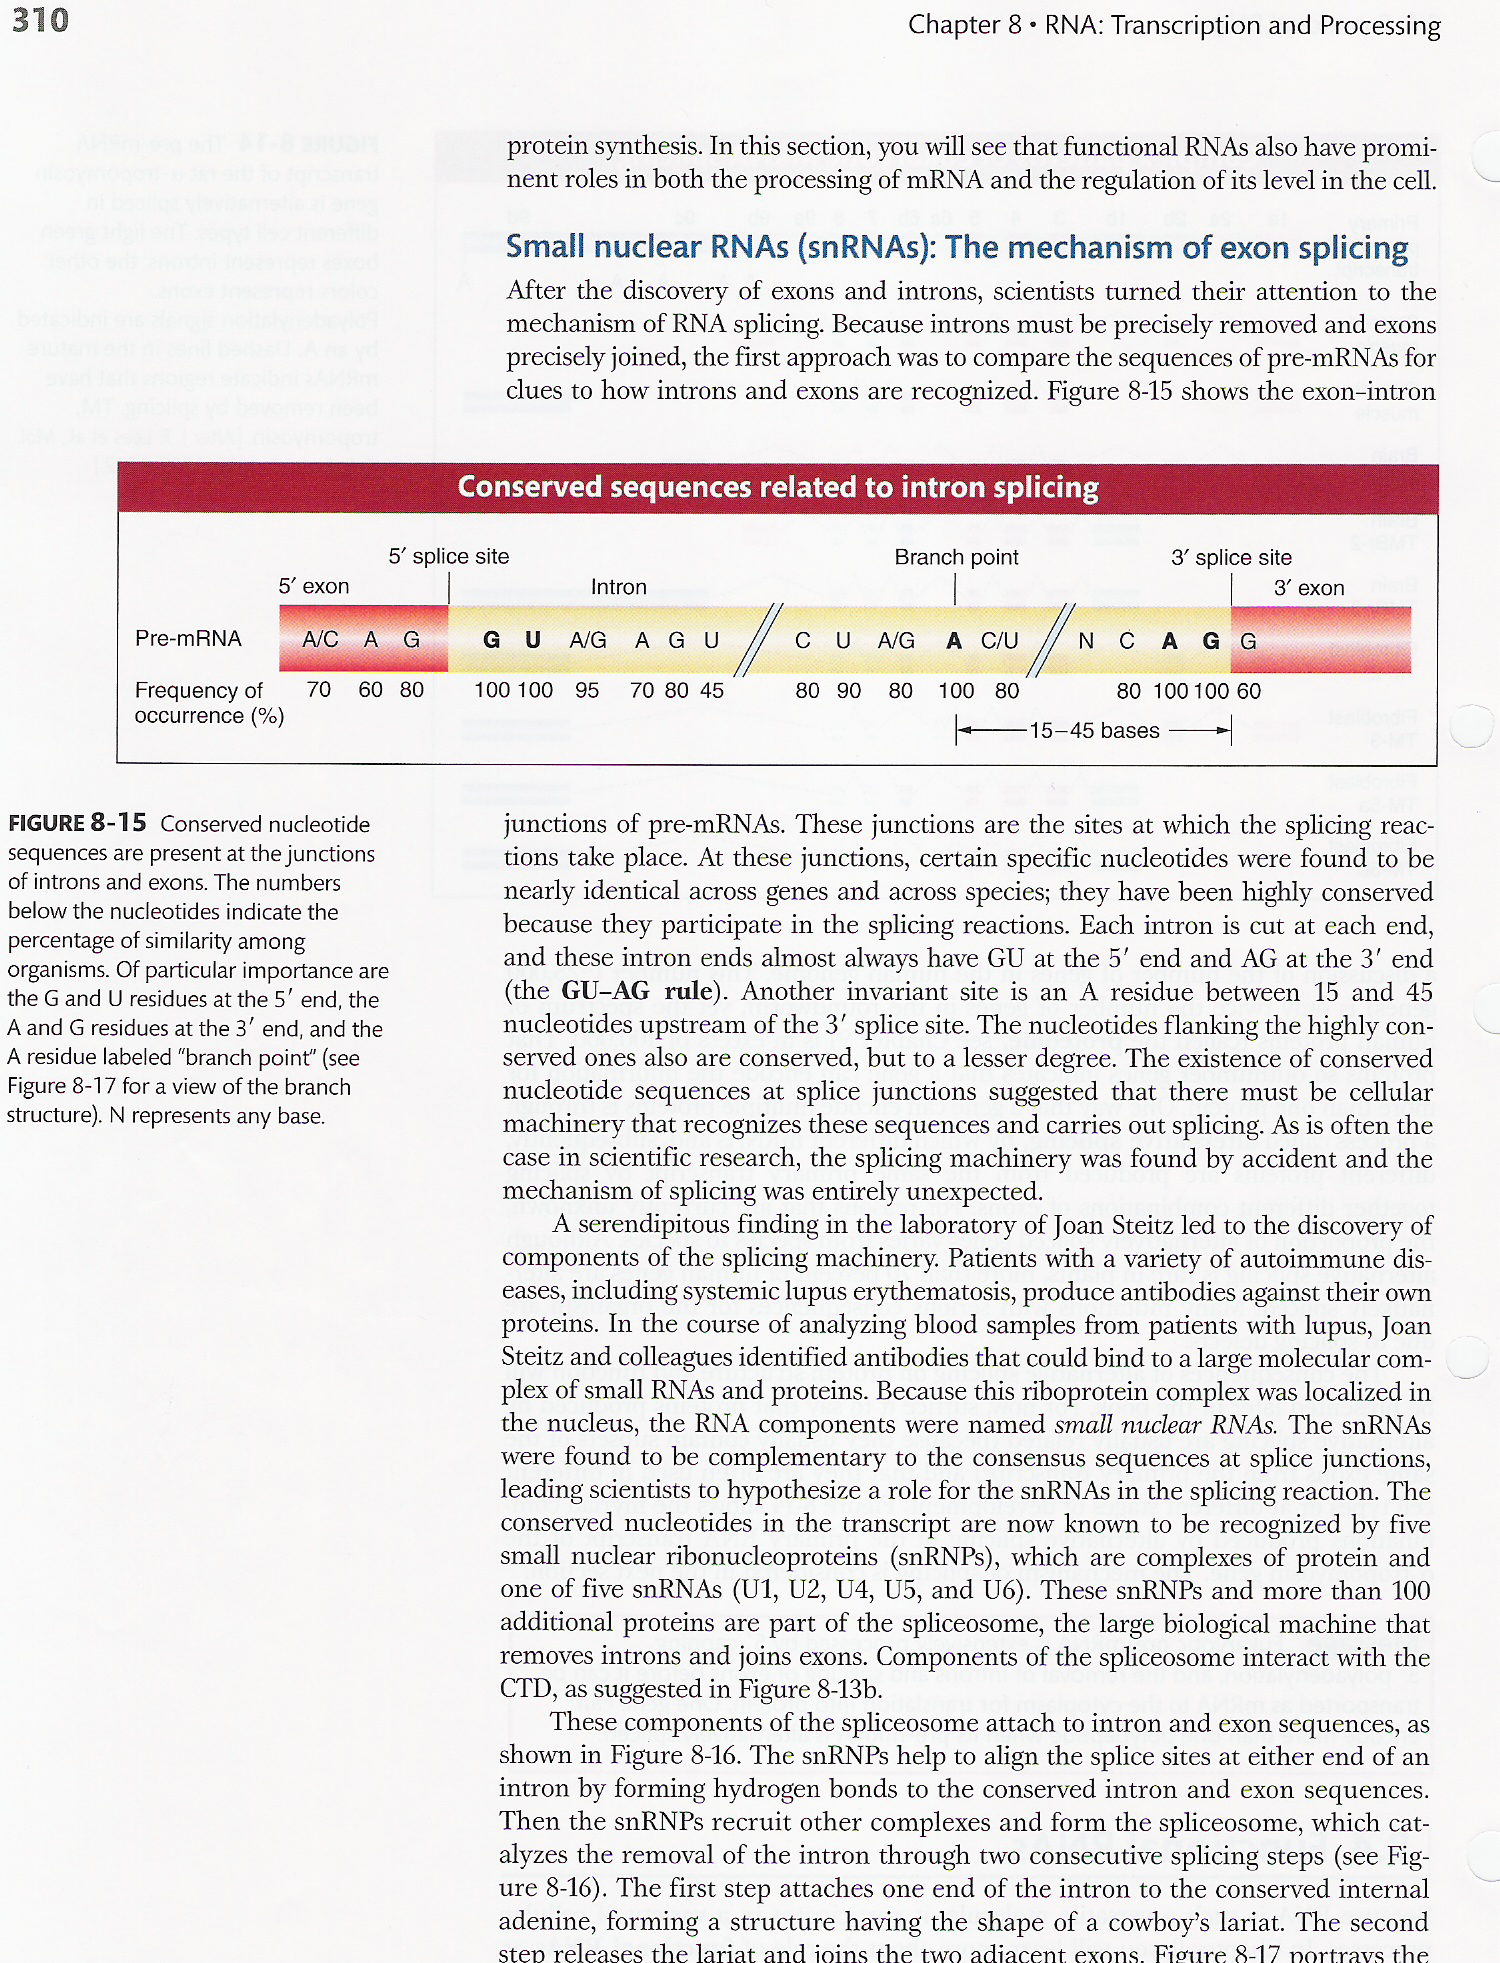 310
Chapter 8 • RNA: Transcription and Processing
protein synthesis. In this section, you will see that functional RNAs also have promi-
nent roles in both the processing of mRNA and the regulation of its level in the cell.
Small nuclear RNAs (snRNAs): The mechanism of exon splicing
After the discovery of exons and introns, scientists turned their attention to the
mechanism of RNA splicing. Because introns must be precisely removed and exons
precisely joined, the first approach was to compare the sequences of pre-mRNAs for
clues to how introns and exons are recognized. Figure 8-15 shows the exon–intron
Conserved sequences related to intron splicing
5′ splice site Branch point 3′ splice site
5′ exon Intron 3′ exon
Pre-mRNA A/C A G G U A/G A G U C U A/G A C/U N C A G G
Frequency of 70 60 80 100 100 95 70 80 45 80 90 80 100 80 80 100 100 60
occurrence (%)
15–45 bases
FIGURE 8-15 Conserved nucleotide
sequences are present at the junctions
of introns and exons. The numbers
below the nucleotides indicate the
percentage of similarity among
organisms. Of particular importance are
the G and U residues at the 5′ end, the
A and G residues at the 3′ end, and the
A residue labeled "branch point" (see
Figure 8-17 for a view of the branch
structure). N represents any base.
junctions of pre-mRNAs. These junctions are the sites at which the splicing reac-
tions take place. At these junctions, certain specific nucleotides were found to be
nearly identical across genes and across species; they have been highly conserved
because they participate in the splicing reactions. Each intron is cut at each end,
and these intron ends almost always have GU at the 5′ end and AG at the 3′ end
(the GU–AG rule). Another invariant site is an A residue between 15 and 45
nucleotides upstream of the 3′ splice site. The nucleotides flanking the highly con-
served ones also are conserved, but to a lesser degree. The existence of conserved
nucleotide sequences at splice junctions suggested that there must be cellular
machinery that recognizes these sequences and carries out splicing. As is often the
case in scientific research, the splicing machinery was found by accident and the
mechanism of splicing was entirely unexpected.
A serendipitous finding in the laboratory of Joan Steitz led to the discovery of
components of the splicing machinery. Patients with a variety of autoimmune dis-
eases, including systemic lupus erythematosis, produce antibodies against their own
proteins. In the course of analyzing blood samples from patients with lupus, Joan
Steitz and colleagues identified antibodies that could bind to a large molecular com-
plex of small RNAs and proteins. Because this riboprotein complex was localized in
the nucleus, the RNA components were named small nuclear RNAs. The snRNAs
were found to be complementary to the consensus sequences at splice junctions,
leading scientists to hypothesize a role for the snRNAs in the splicing reaction. The
conserved nucleotides in the transcript are now known to be recognized by five
small nuclear ribonucleoproteins (snRNPs), which are complexes of protein and
one of five snRNAs (U1, U2, U4, U5, and U6). These snRNPs and more than 100
additional proteins are part of the spliceosome, the large biological machine that
removes introns and joins exons. Components of the spliceosome interact with the
CTD, as suggested in Figure 8-13b.
These components of the spliceosome attach to intron and exon sequences, as
shown in Figure 8-16. The snRNPs help to align the splice sites at either end of an
intron by forming hydrogen bonds to the conserved intron and exon sequences.
Then the snRNPs recruit other complexes and form the spliceosome, which cat-
alyzes the removal of the intron through two consecutive splicing steps (see Fig-
ure 8-16). The first step attaches one end of the intron to the conserved internal
adenine, forming a structure having the shape of a cowboy's lariat. The second
step releases the lariat and joins the two adjacent exons. Figure 8-17 portrays the